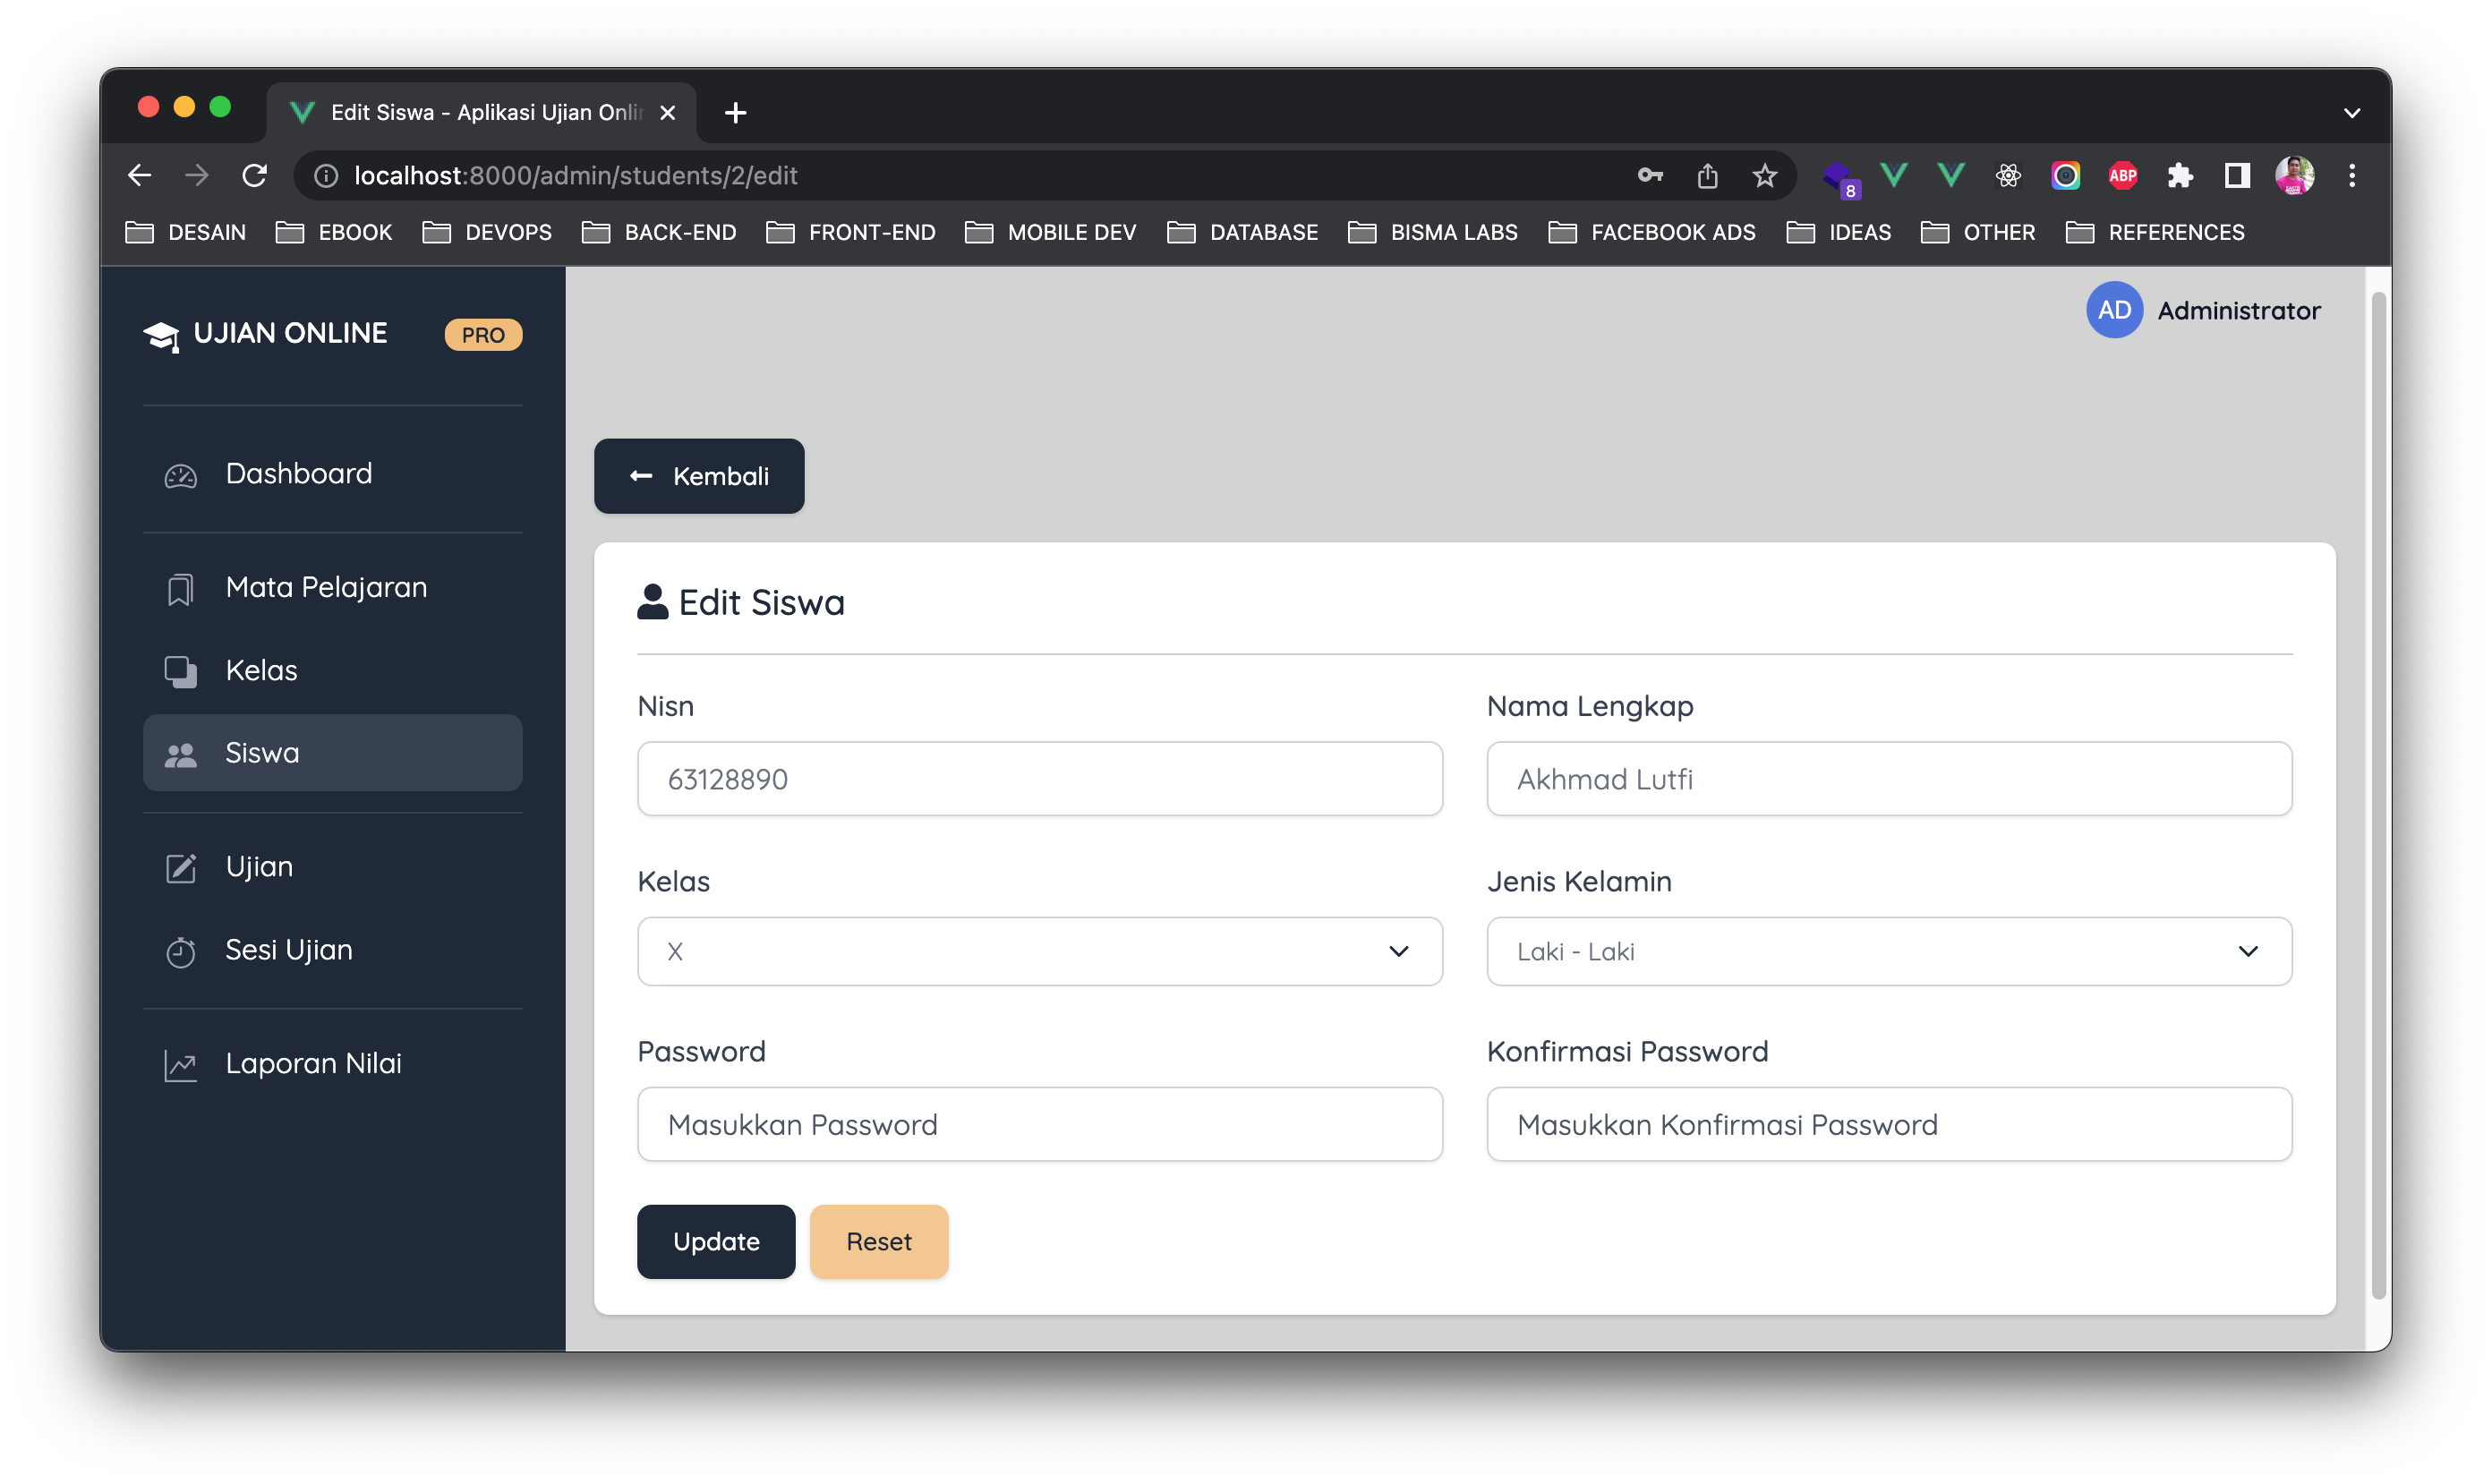 Edit Siswa - Aplikasi Ujian Onlin
localhost:8000/admin/students/2/edit
8
ABP
DESAIN EBOOK DEVOPS BACK-END FRONT-END MOBILE DEV DATABASE BISMA LABS FACEBOOK ADS IDEAS OTHER REFERENCES
UJIAN ONLINE PRO
Dashboard
Mata Pelajaran
Kelas
Siswa
Ujian
Sesi Ujian
Laporan Nilai
AD Administrator
Kembali
Edit Siswa
Nisn
63128890
Nama Lengkap
Akhmad Lutfi
Kelas
X
Jenis Kelamin
Laki - Laki
Password
Masukkan Password
Konfirmasi Password
Masukkan Konfirmasi Password
Update Reset